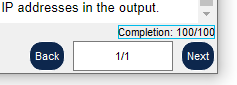 IP addresses in the output.
Completion: 100/100
Back
1/1
Next